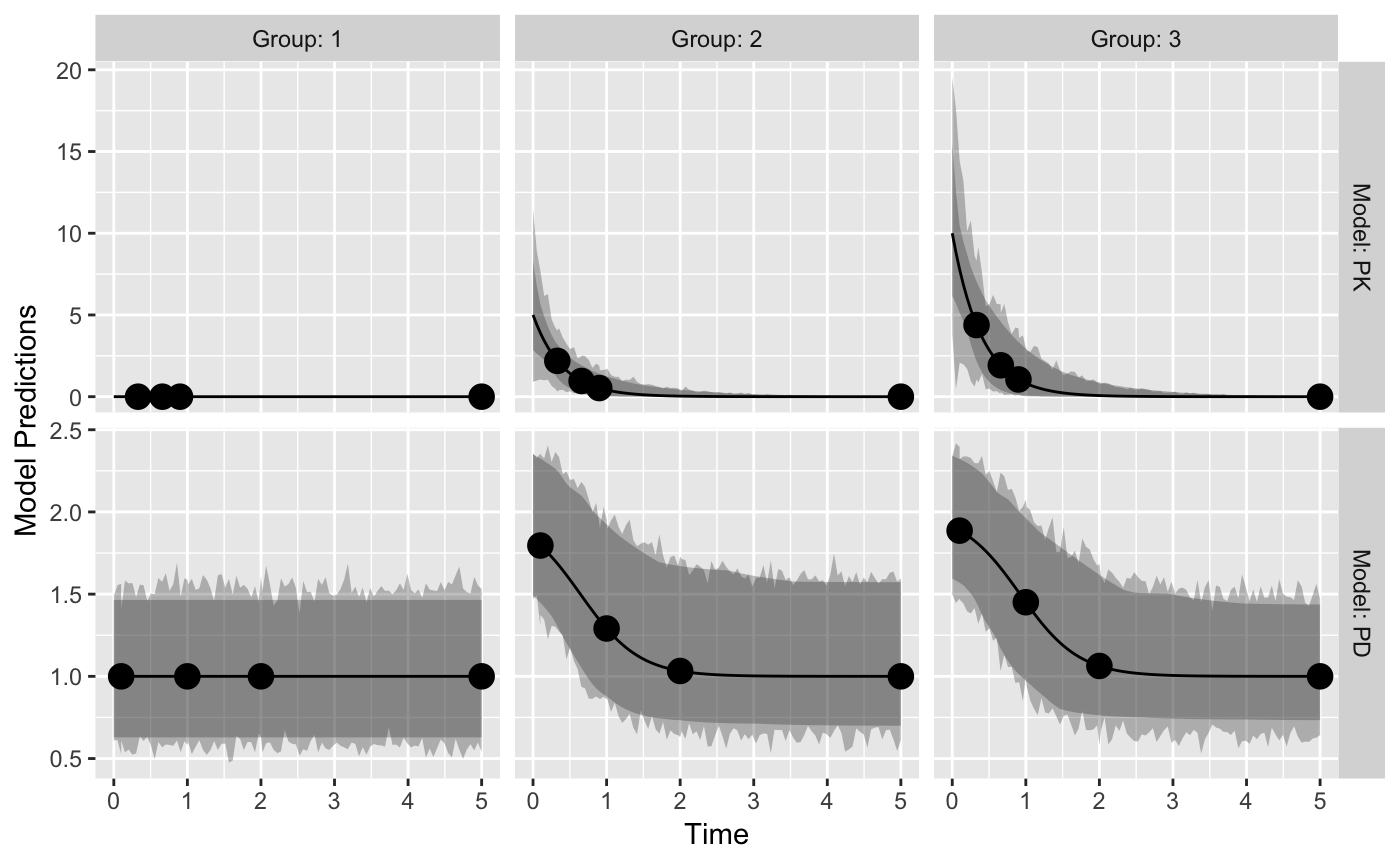 Group: 1
Group: 2
Group: 3
20
15
10
5
0
Model: PK
2.5
2.0
1.5
1.0
0.5
Model: PD
Model Predictions
0 1 2 3 4 5
0 1 2 3 4 5
0 1 2 3 4 5
Time